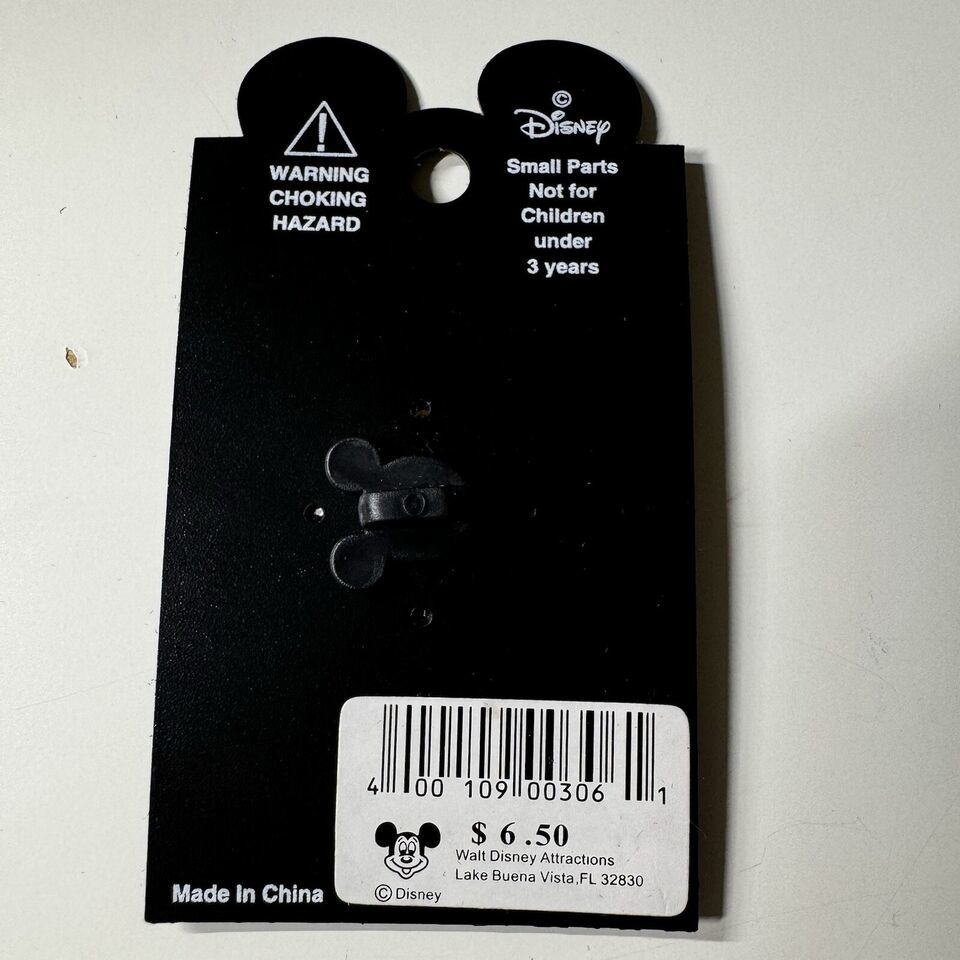 WARNING
CHOKING
HAZARD
©
Disney
Small Parts
Not for
Children
under
3 years
4 00 109 00306 1
$ 6 .50
Walt Disney Attractions
Lake Buena Vista,FL 32830
© Disney
Made In China